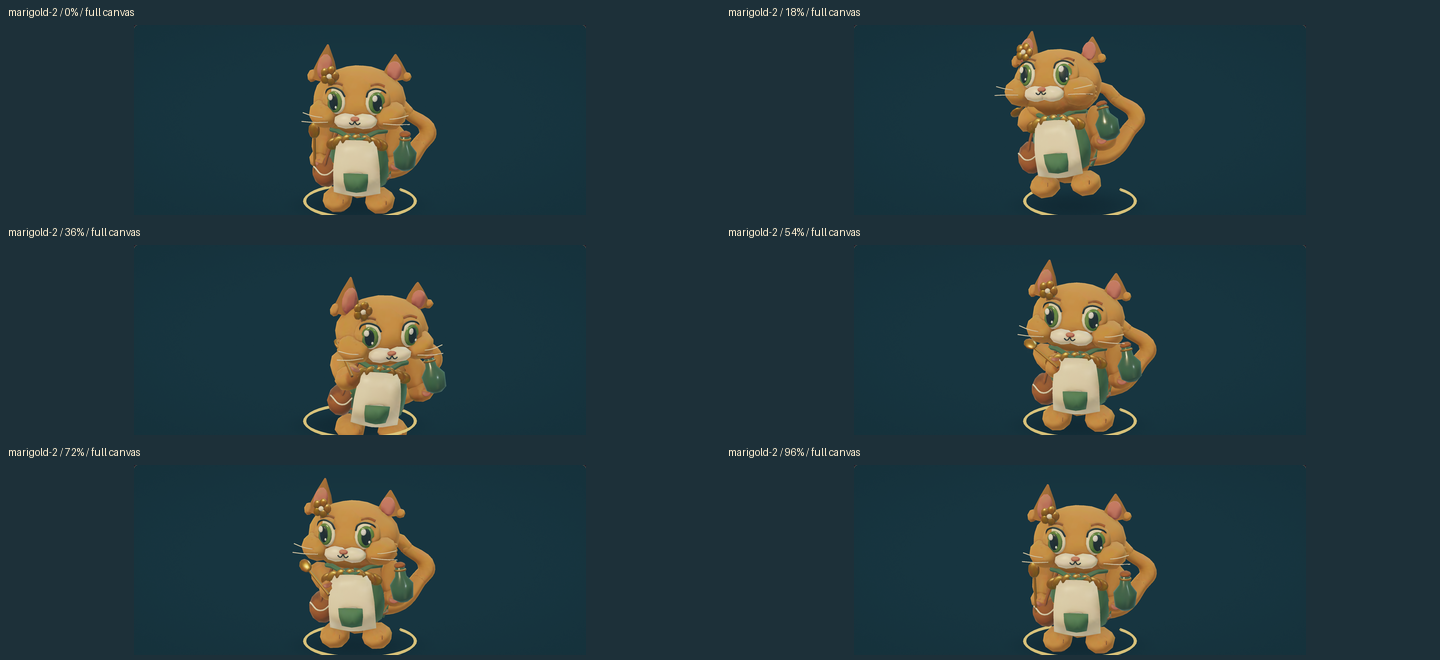 marigold-2 / 0% / full canvas
marigold-2 / 18% / full canvas
marigold-2 / 36% / full canvas
marigold-2 / 54% / full canvas
marigold-2 / 72% / full canvas
marigold-2 / 96% / full canvas